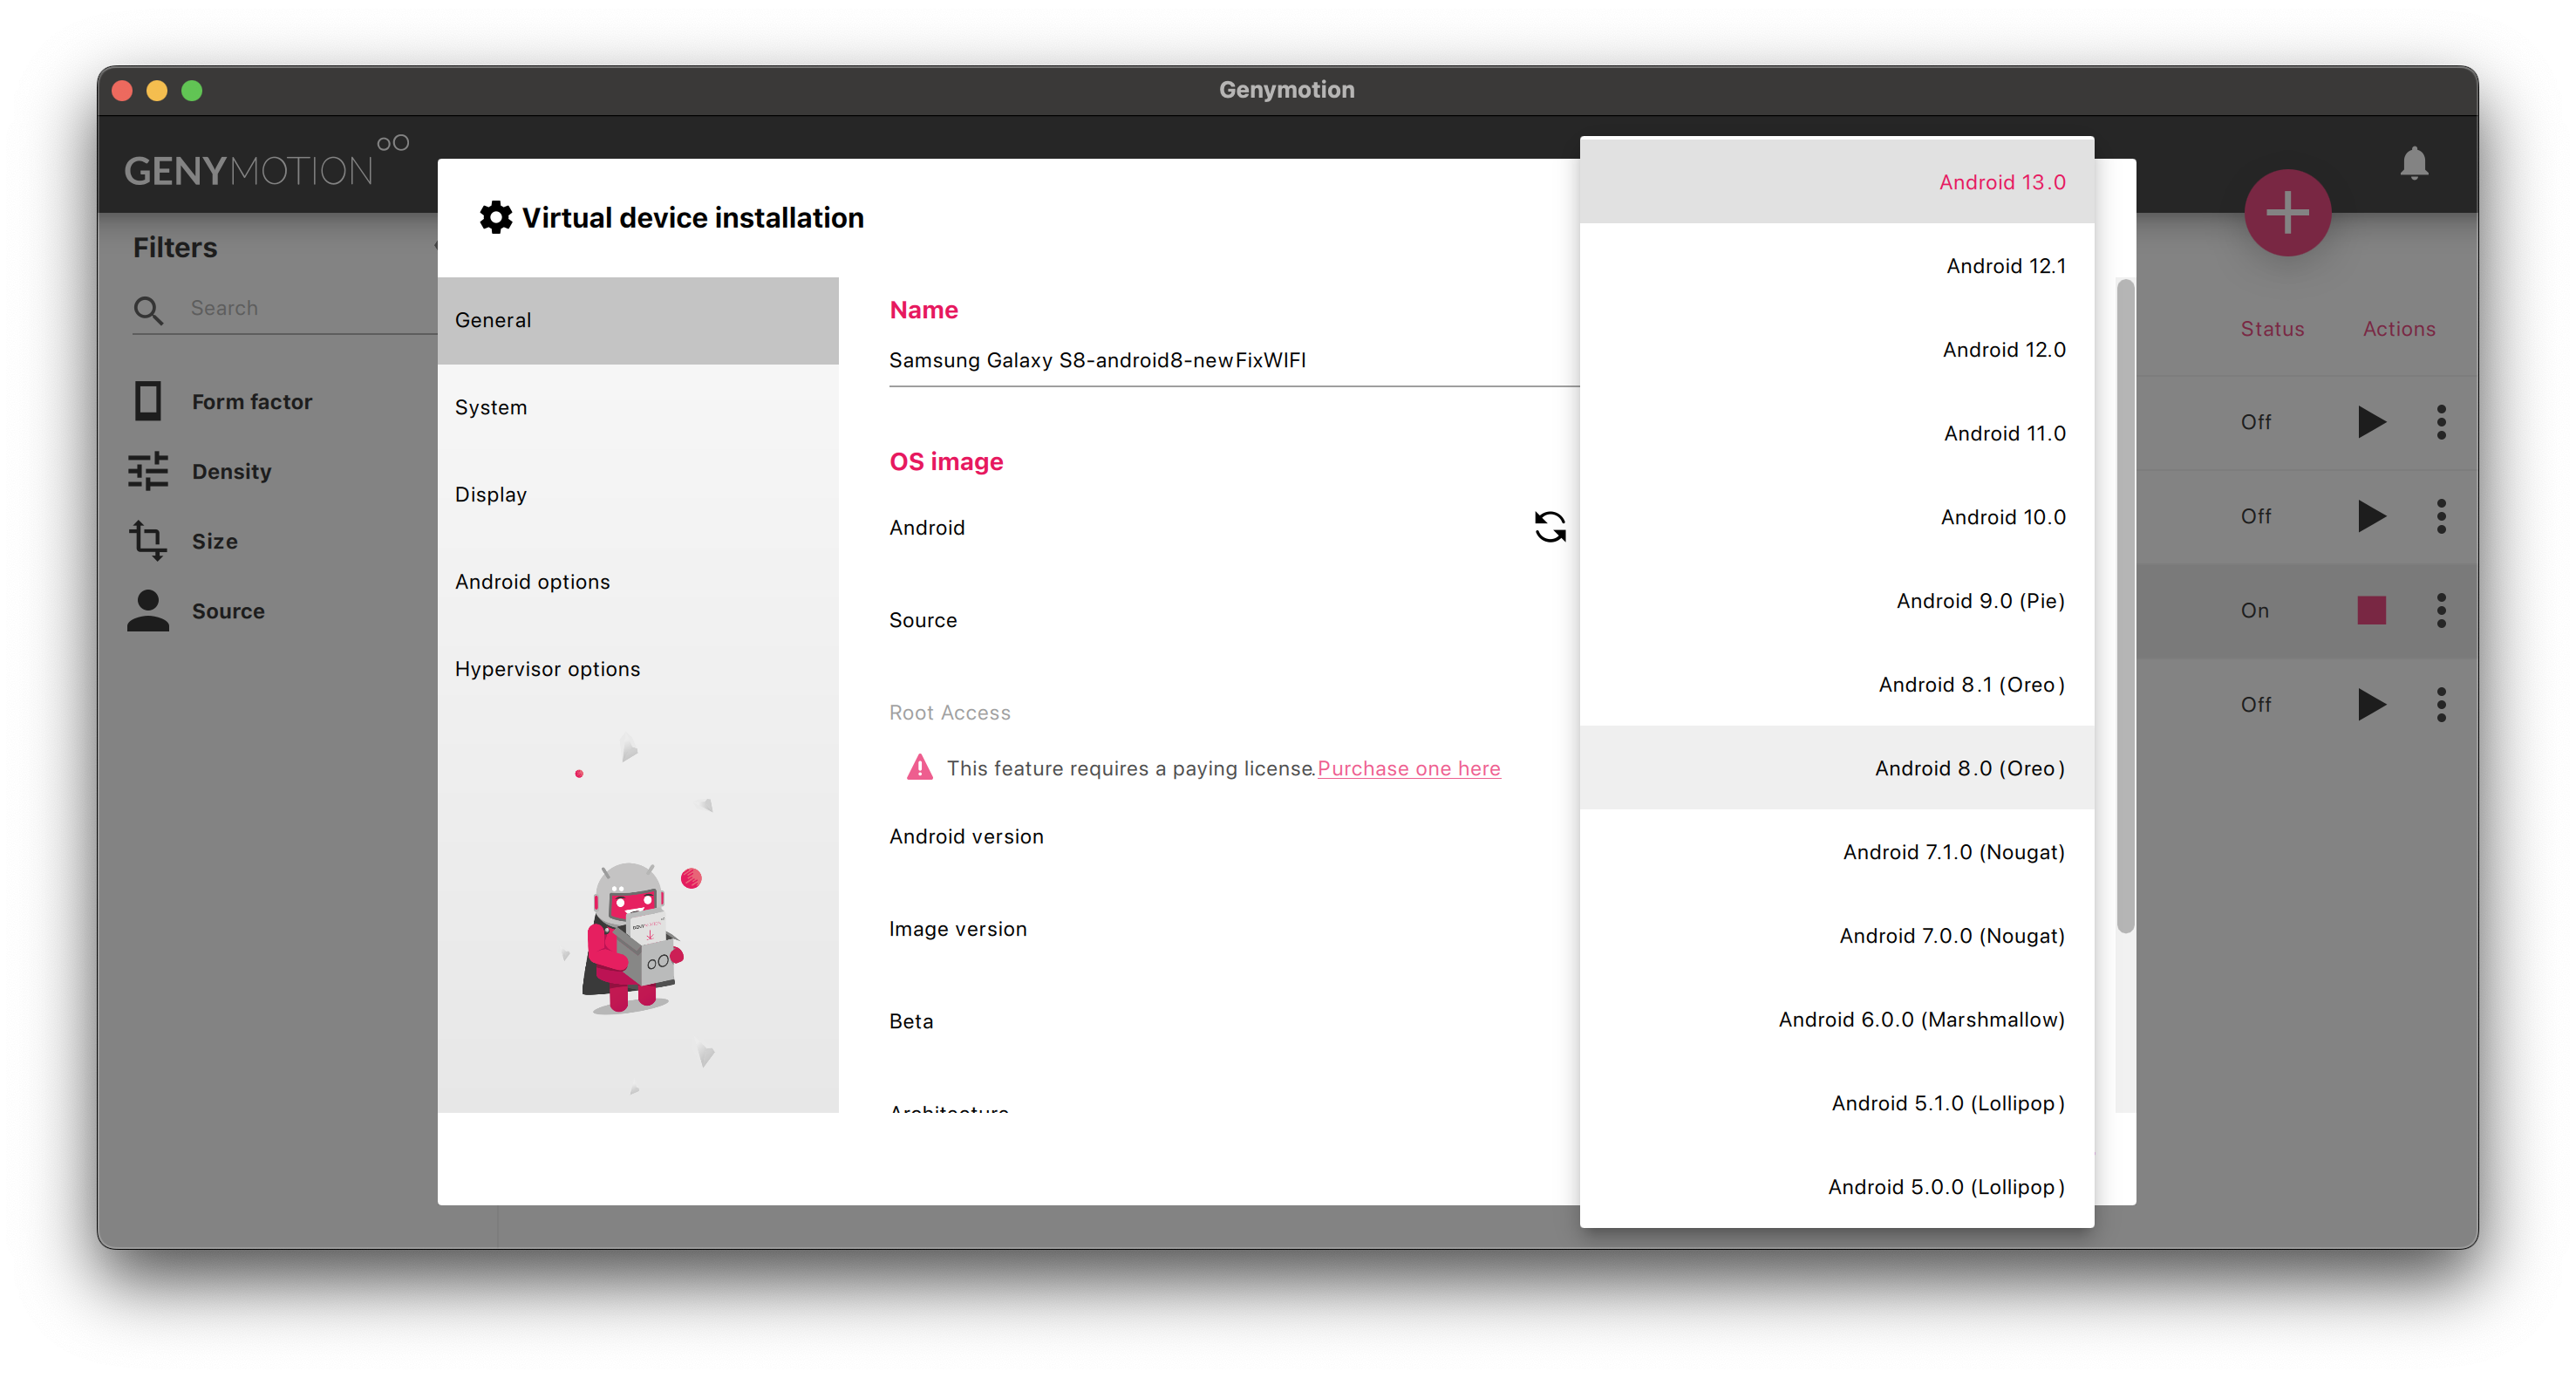 Genymotion
GENYMOTION
Filters
Search
Form factor
Density
Size
Source
Virtual device installation
General
System
Display
Android options
Hypervisor options
Name
Samsung Galaxy S8-android8-newFixWIFI
OS image
Android
Source
Root Access
This feature requires a paying license.Purchase one here
Android version
Image version
Beta
Architecture
Android 13.0
Android 12.1
Android 12.0
Android 11.0
Android 10.0
Android 9.0 (Pie)
Android 8.1 (Oreo)
Android 8.0 (Oreo)
Android 7.1.0 (Nougat)
Android 7.0.0 (Nougat)
Android 6.0.0 (Marshmallow)
Android 5.1.0 (Lollipop)
Android 5.0.0 (Lollipop)
Status Actions
Off
Off
On
Off